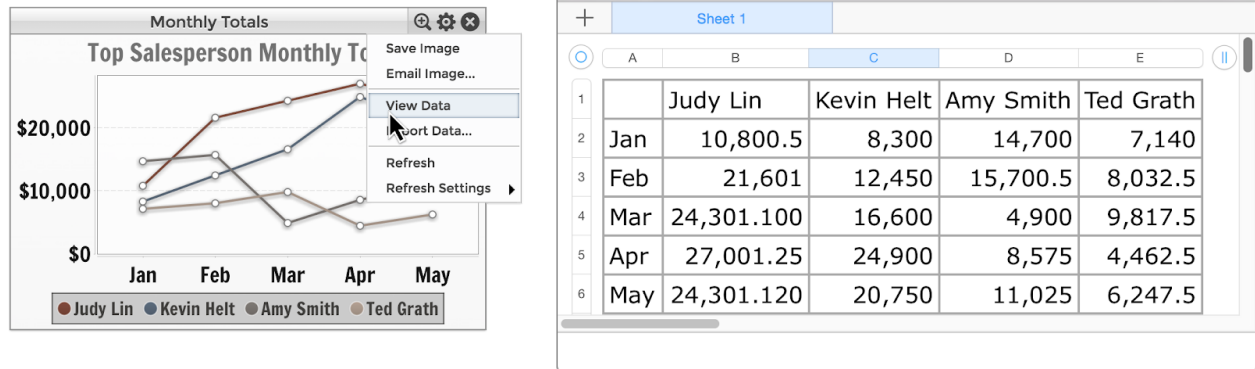 Monthly Totals
Top Salesperson Monthly To
Save Image
Email Image...
View Data
port Data...
Refresh
Refresh Settings
$20,000
$10,000
$0
Jan Feb Mar Apr May
Judy Lin Kevin Helt Amy Smith Ted Grath
Sheet 1
A B C D E
1 Judy Lin Kevin Helt Amy Smith Ted Grath
2 Jan 10,800.5 8,300 14,700 7,140
3 Feb 21,601 12,450 15,700.5 8,032.5
4 Mar 24,301.100 16,600 4,900 9,817.5
5 Apr 27,001.25 24,900 8,575 4,462.5
6 May 24,301.120 20,750 11,025 6,247.5